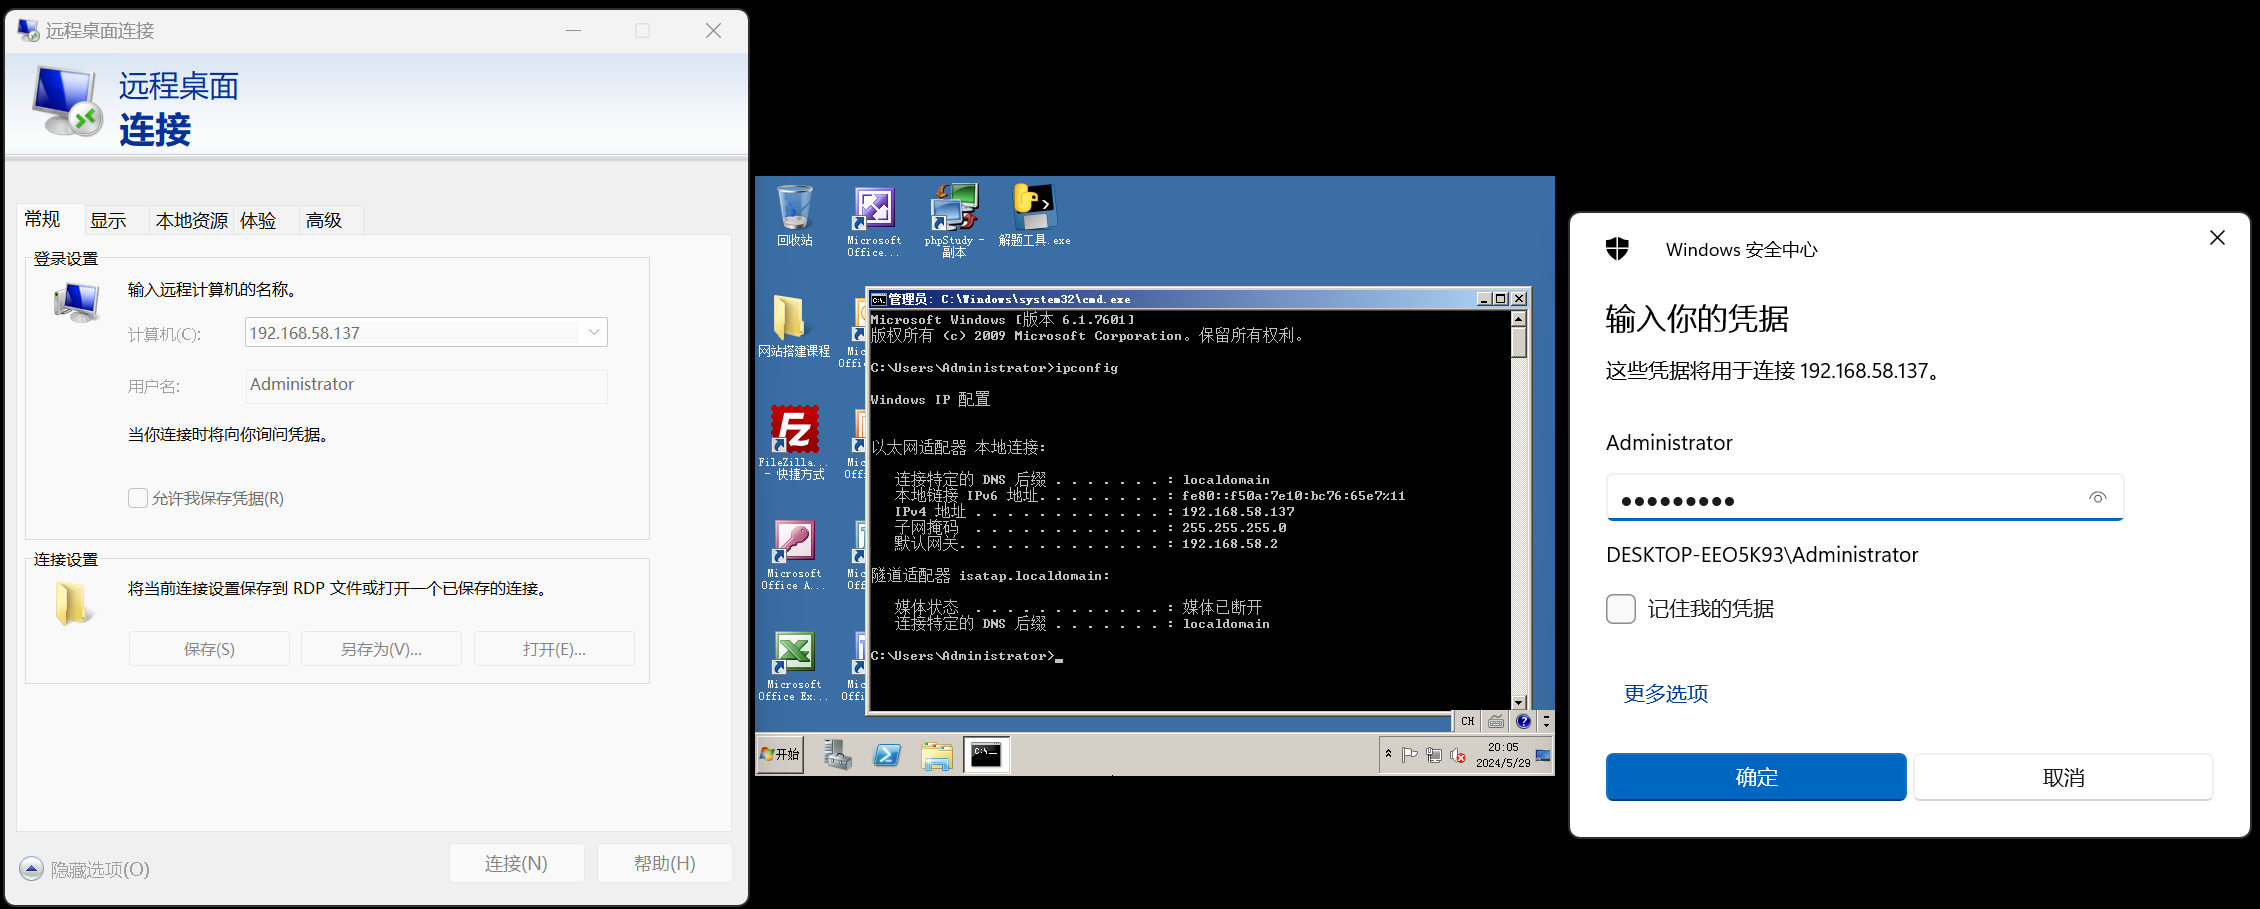 远程桌面连接
远程桌面
连接
常规
显示
本地资源
体验
高级
登录设置
输入远程计算机的名称。
计算机(C):
192.168.58.137
用户名:
Administrator
当你连接时将向你询问凭据。
允许我保存凭据(R)
连接设置
将当前连接设置保存到 RDP 文件或打开一个已保存的连接。
保存(S)
另存为(V)...
打开(E)...
隐藏选项(O)
连接(N)
帮助(H)
回收站
Microsoft
Office...
phpStudy -
副本
解题工具.exe
网站搭建课程
Mic
Offi
FileZilla...
- 快捷方式
Mic
Off
Microsoft
Office A...
Mic
Offi
Microsoft
Office Ex...
Mic
Offi
管理员: C:\Windows\system32\cmd.exe
Microsoft Windows [版本 6.1.7601]
版权所有 (c) 2009 Microsoft Corporation。保留所有权利。
C:\Users\Administrator>ipconfig
Windows IP 配置
以太网适配器 本地连接:
连接特定的 DNS 后缀 . . . . . . . : localdomain
本地链接 IPv6 地址. . . . . . . . : fe80::f50a:7e10:bc76:65e7%11
IPv4 地址 . . . . . . . . . . . . : 192.168.58.137
子网掩码 . . . . . . . . . . . . : 255.255.255.0
默认网关. . . . . . . . . . . . . : 192.168.58.2
隧道适配器 isatap.localdomain:
媒体状态 . . . . . . . . . . . . : 媒体已断开
连接特定的 DNS 后缀 . . . . . . . : localdomain
C:\Users\Administrator>_
CH
开始
20:05
2024/5/29
Windows 安全中心
输入你的凭据
这些凭据将用于连接 192.168.58.137。
Administrator
●●●●●●●●●
DESKTOP-EEO5K93\Administrator
记住我的凭据
更多选项
确定
取消